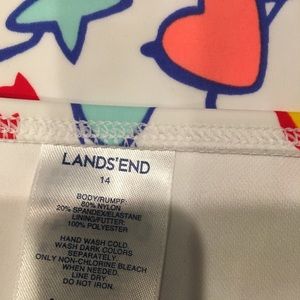 LANDS'END
14
BODY/RUMPF:
80% NYLON
20% SPANDEX/ELASTANE
LINING/FUTTER:
100% POLYESTER
HAND WASH COLD.
WASH DARK COLORS
SEPARATELY.
ONLY NON-CHLORINE BLEACH
WHEN NEEDED.
LINE DRY.
DO NOT IRON.